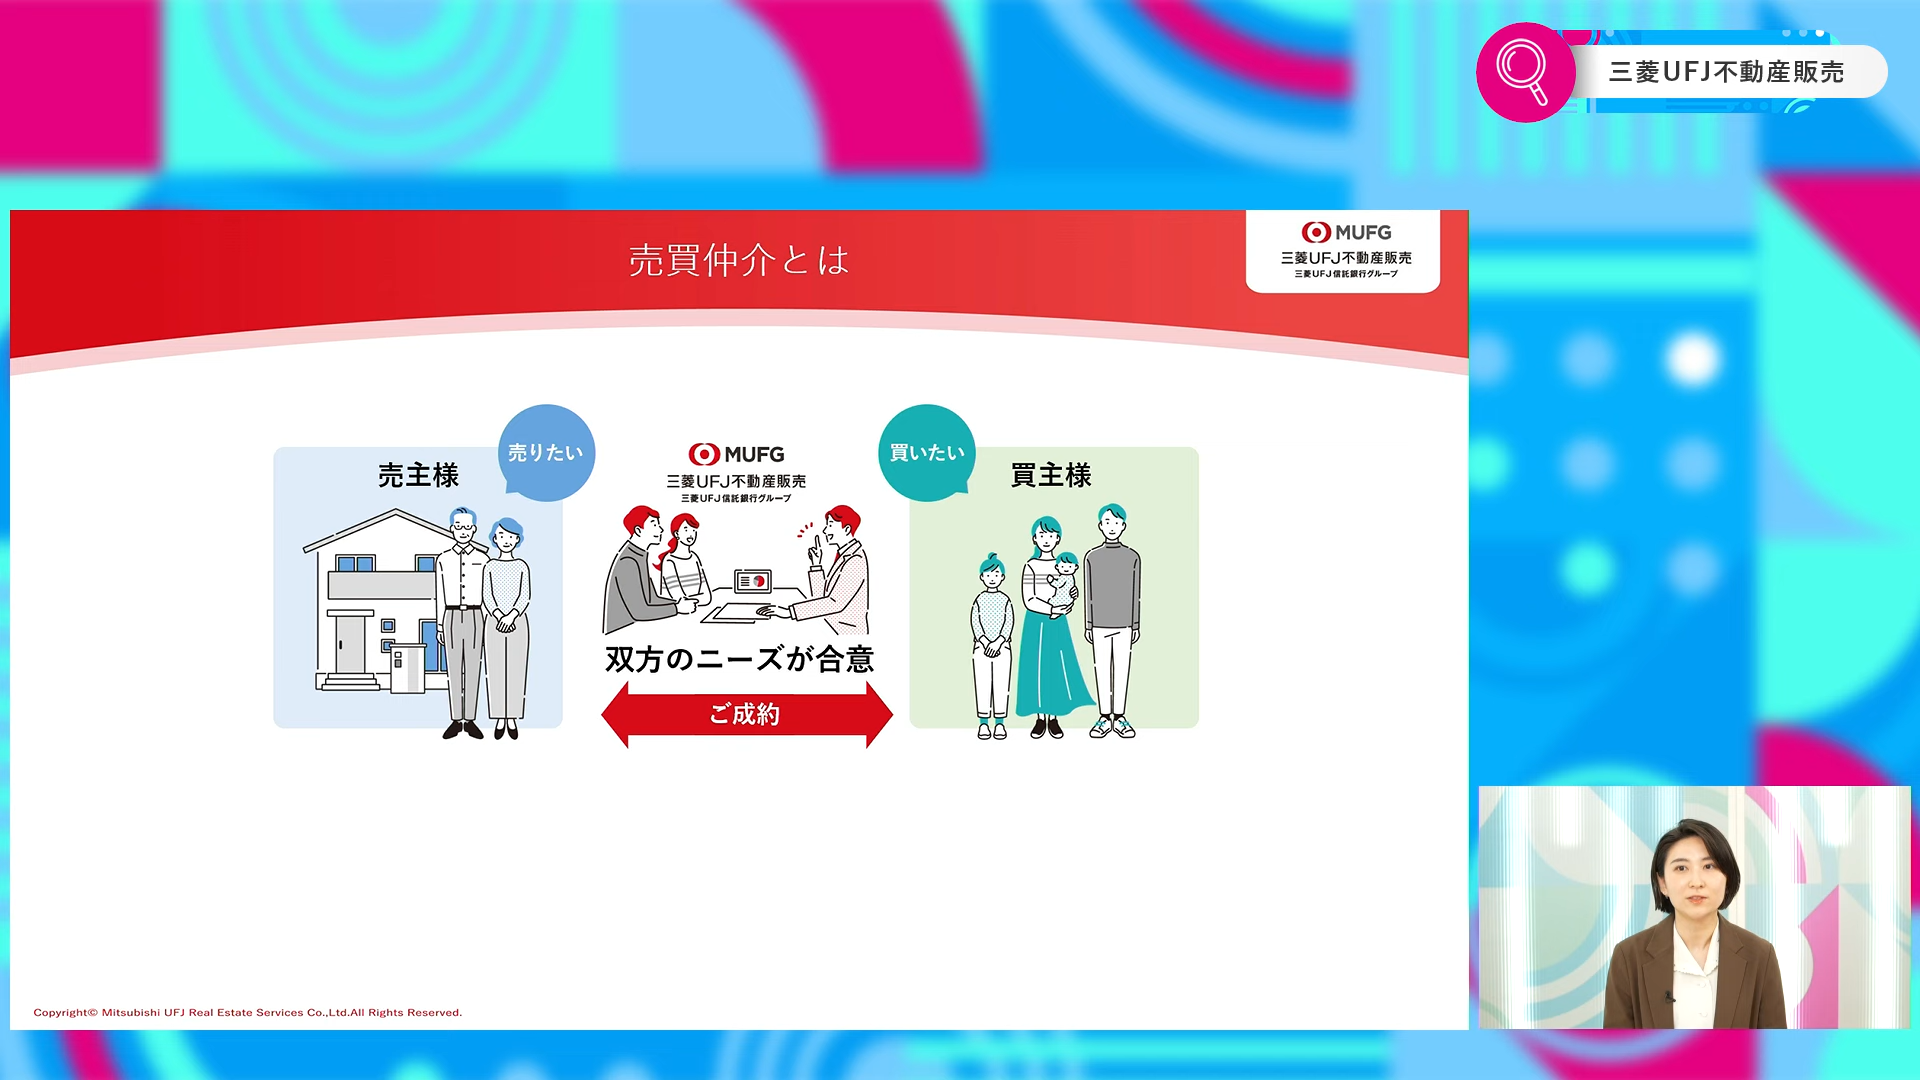 三菱UFJ不動産販売
売買仲介とは
MUFG
三菱UFJ不動産販売
三菱UFJ信託銀行グループ
売主様
売りたい
MUFG
三菱UFJ不動産販売
三菱UFJ信託銀行グループ
双方のニーズが合意
ご成約
買いたい
買主様
Copyright© Mitsubishi UFJ Real Estate Services Co.,Ltd.All Rights Reserved.